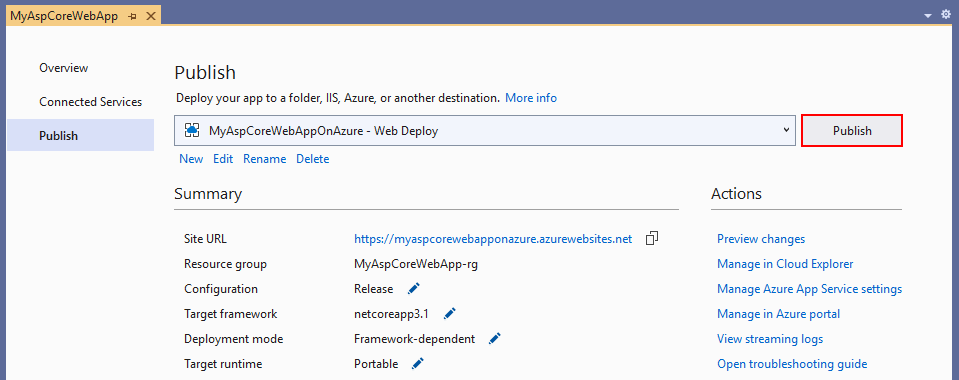 MyAspCoreWebApp
Overview
Connected Services
Publish
Publish
Deploy your app to a folder, IIS, Azure, or another destination. More info
MyAspCoreWebAppOnAzure - Web Deploy
Publish
New Edit Rename Delete
Summary
Site URL https://myaspcorewebapponazure.azurewebsites.net
Resource group MyAspCoreWebApp-rg
Configuration Release
Target framework netcoreapp3.1
Deployment mode Framework-dependent
Target runtime Portable
Actions
Preview changes
Manage in Cloud Explorer
Manage Azure App Service settings
Manage in Azure portal
View streaming logs
Open troubleshooting guide